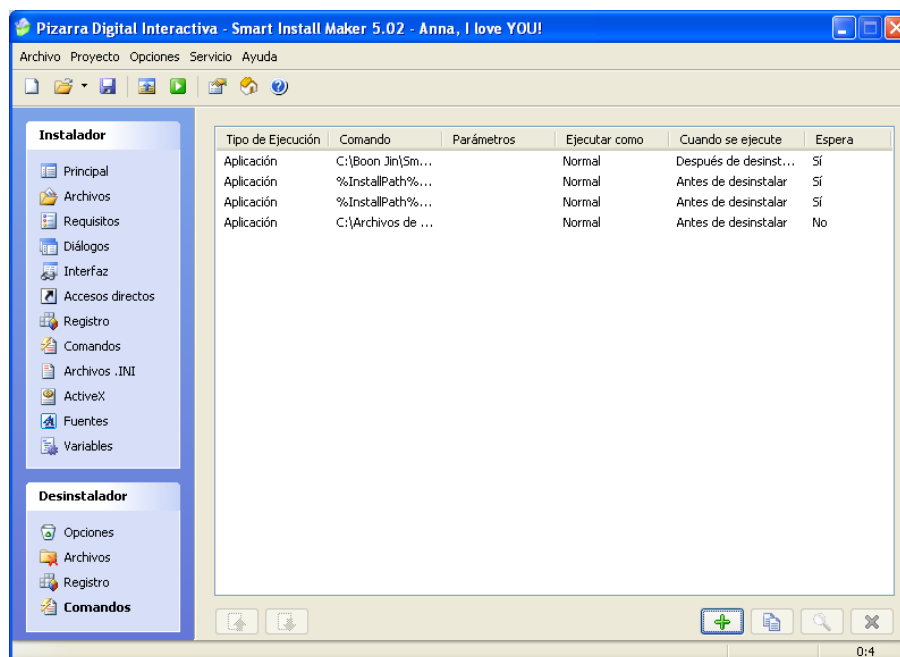 Pizarra Digital Interactiva - Smart Install Maker 5.02 - Anna, I love YOU!
Archivo Proyecto Opciones Servicio Ayuda
Instalador
Principal
Archivos
Requisitos
Diálogos
Interfaz
Accesos directos
Registro
Comandos
Archivos .INI
ActiveX
Fuentes
Variables
Desinstalador
Opciones
Archivos
Registro
Comandos
Tipo de Ejecución Comando Parámetros Ejecutar como Cuando se ejecute Espera
Aplicación C:\Boon Jin\Sm... Normal Después de desinst... Sí
Aplicación %InstallPath%... Normal Antes de desinstalar Sí
Aplicación %InstallPath%... Normal Antes de desinstalar Sí
Aplicación C:\Archivos de ... Normal Antes de desinstalar No
0:4